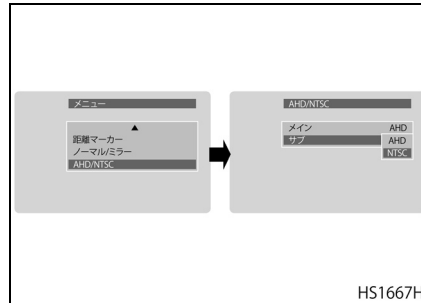 メニュー
▲
距離マーカー
ノーマル/ミラー
AHD/NTSC
AHD/NTSC
メイン AHD
サブ AHD
NTSC
HS1667H